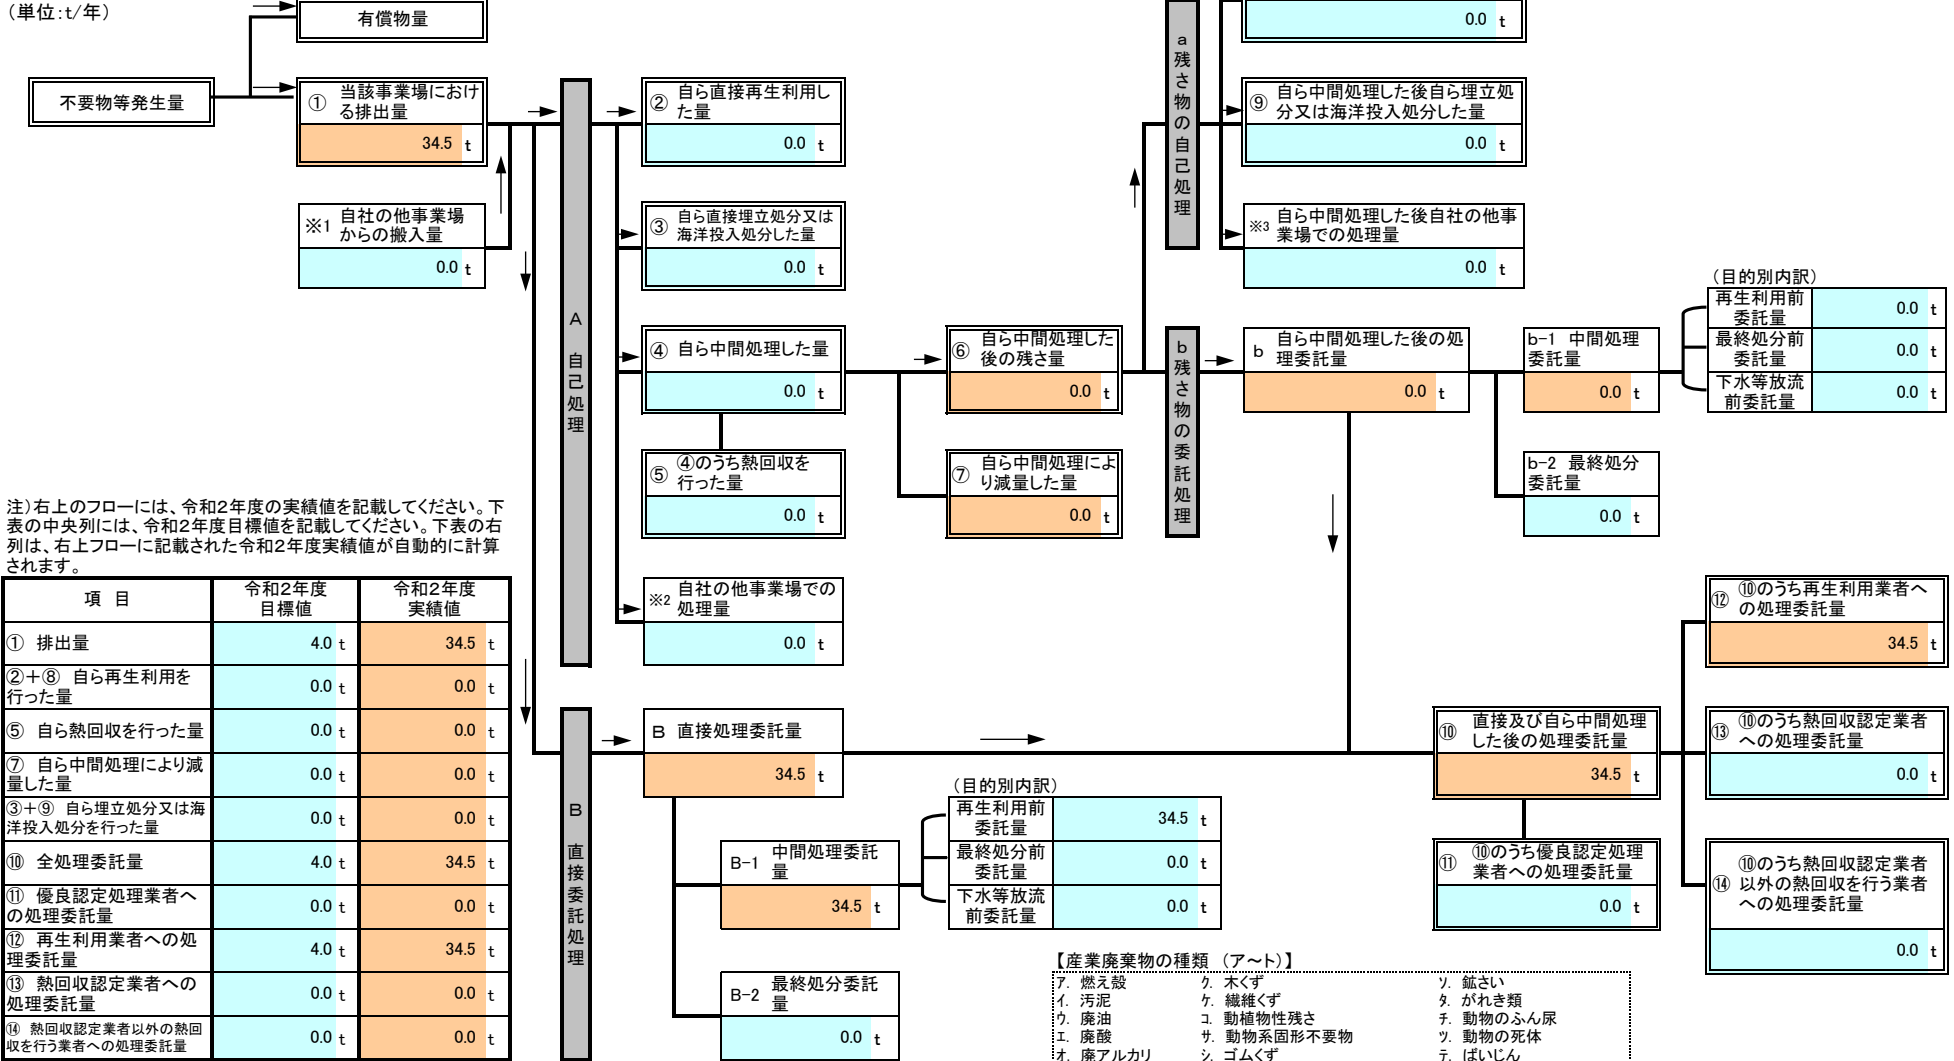 （単位：t/年）
有償物量
不要物等発生量
① 当該事業場におけ
る排出量
34.5 t
※1 自社の他事業場
からの搬入量
0.0 t
A 自己処理
② 自ら直接再生利用し
た量
0.0 t
③ 自ら直接埋立処分又は
海洋投入処分した量
0.0 t
④ 自ら中間処理した量
0.0 t
⑤ ④のうち熱回収を
行った量
0.0 t
※2 自社の他事業場での
処理量
0.0 t
⑥ 自ら中間処理した
後の残さ量
0.0 t
⑦ 自ら中間処理によ
り減量した量
0.0 t
a 残さ物の自己処理
0.0 t
⑨ 自ら中間処理した後自ら埋立処
分又は海洋投入処分した量
0.0 t
※3 自ら中間処理した後自社の他事
業場での処理量
0.0 t
b 残さ物の委託処理
b 自ら中間処理した後の処
理委託量
0.0 t
b-1 中間処理
委託量
0.0 t
b-2 最終処分
委託量
0.0 t
（目的別内訳）
再生利用前
委託量
0.0 t
最終処分前
委託量
0.0 t
下水等放流
前委託量
0.0 t
注）右上のフローには、令和２年度の実績値を記載してください。下
表の中央列には、令和２年度目標値を記載してください。下表の右
列は、右上フローに記載された令和２年度実績値が自動的に計算
されます。
項 目
令和２年度
目標値
令和２年度
実績値
① 排出量 4.0 t 34.5 t
②＋⑧ 自ら再生利用を
行った量 0.0 t 0.0 t
⑤ 自ら熱回収を行った量 0.0 t 0.0 t
⑦ 自ら中間処理により減
量した量 0.0 t 0.0 t
③＋⑨ 自ら埋立処分又は海
洋投入処分を行った量 0.0 t 0.0 t
⑩ 全処理委託量 4.0 t 34.5 t
⑪ 優良認定処理業者へ
の処理委託量 0.0 t 0.0 t
⑫ 再生利用業者への処
理委託量 4.0 t 34.5 t
⑬ 熱回収認定業者への
処理委託量 0.0 t 0.0 t
⑭ 熱回収認定業者以外の熱回
収を行う業者への処理委託量 0.0 t 0.0 t
B 直接委託処理
B 直接処理委託量
34.5 t
B-1 中間処理委託
量
34.5 t
B-2 最終処分委託
量
0.0 t
（目的別内訳）
再生利用前
委託量
34.5 t
最終処分前
委託量
0.0 t
下水等放流
前委託量
0.0 t
⑩ 直接及び自ら中間処理
した後の処理委託量
34.5 t
⑪ ⑩のうち優良認定処理
業者への処理委託量
0.0 t
⑫ ⑩のうち再生利用業者へ
の処理委託量
34.5 t
⑬ ⑩のうち熱回収認定業者
への処理委託量
0.0 t
⑭ ⑩のうち熱回収認定業者
以外の熱回収を行う業者
への処理委託量
0.0 t
【産業廃棄物の種類 （ア～ト）】
ア. 燃え殻 ク. 木くず ソ. 鉱さい
イ. 汚泥 ケ. 繊維くず タ. がれき類
ウ. 廃油 コ. 動植物性残さ チ. 動物のふん尿
エ. 廃酸 サ. 動物系固形不要物 ツ. 動物の死体
オ. 廃アルカリ シ. ゴムくず テ. ばいじん